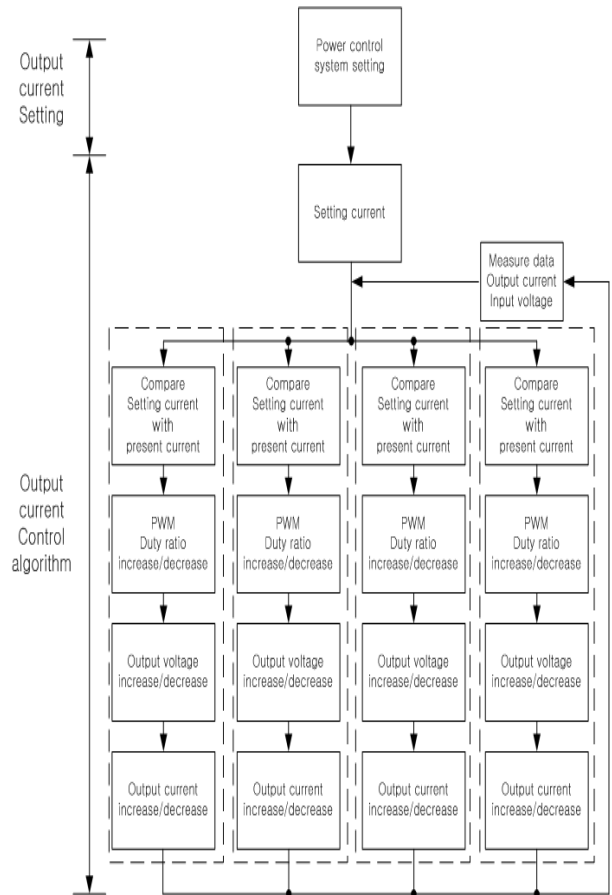 Output
current
Setting
Power control
system setting
Setting current
Measure data
Output current
Input voltage
Output
current
Control
algorithm
Compare
Setting current
with
present current
Compare
Setting current
with
present current
Compare
Setting current
with
present current
Compare
Setting current
with
present current
PWM
Duty ratio
increase/decrease
PWM
Duty ratio
increase/decrease
PWM
Duty ratio
increase/decrease
PWM
Duty ratio
increase/decrease
Output voltage
increase/decrease
Output voltage
increase/decrease
Output voltage
increase/decrease
Output voltage
increase/decrease
Output current
increase/decrease
Output current
increase/decrease
Output current
increase/decrease
Output current
increase/decrease